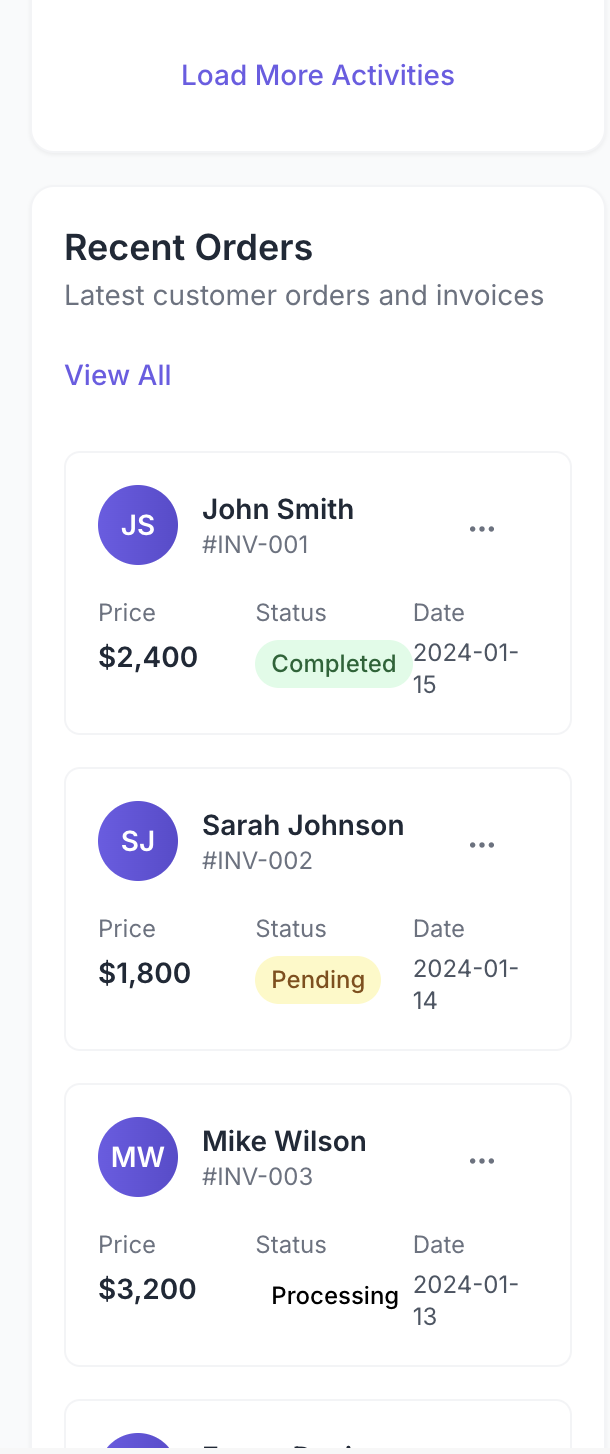 Load More Activities
Recent Orders
Latest customer orders and invoices
View All
JS
John Smith
#INV-001
...
Price
Status
Date
$2,400
Completed
2024-01-
15
SJ
Sarah Johnson
#INV-002
...
Price
Status
Date
$1,800
Pending
2024-01-
14
MW
Mike Wilson
#INV-003
...
Price
Status
Date
$3,200
Processing
2024-01-
13